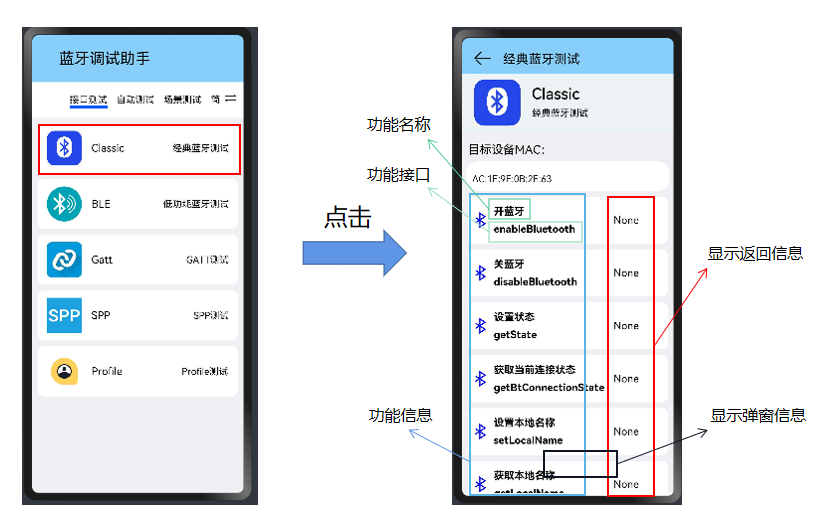 蓝牙调试助手
接口测试 自动测试 场景测试 简
Classic 经典蓝牙测试
BLE 低功耗蓝牙测试
Gatt GATT测试
SPP SPP SPP测试
Profile Profile测试
点击
经典蓝牙测试
Classic
经典蓝牙测试
目标设备MAC:
AC:1E:9E:0B:2E:63
开蓝牙
enableBluetooth
None
关蓝牙
disableBluetooth
None
设置状态
getState
None
获取当前连接状态
getBtConnectionState
None
设置本地名称
setLocalName
None
获取本地名称
getLocalName
None
功能名称
功能接口
功能信息
显示返回信息
显示弹窗信息